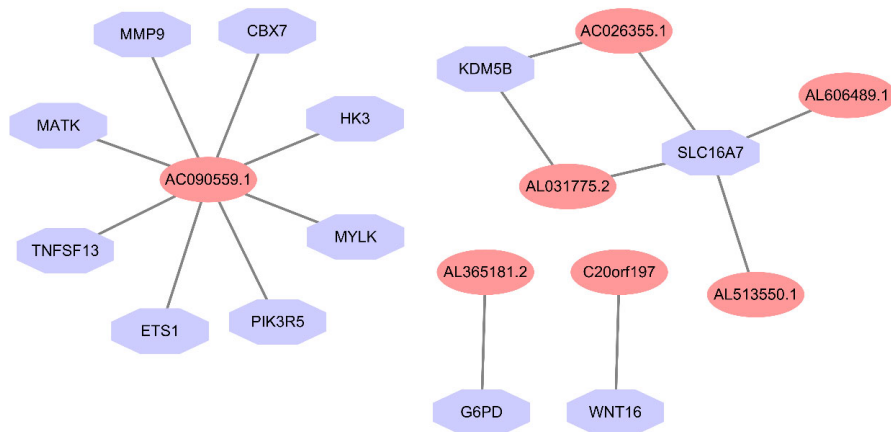 MMP9
CBX7
MATK
HK3
AC090559.1
TNFSF13
MYLK
ETS1
PIK3R5
AC026355.1
KDM5B
AL606489.1
SLC16A7
AL031775.2
AL365181.2
C20orf197
AL513550.1
G6PD
WNT16